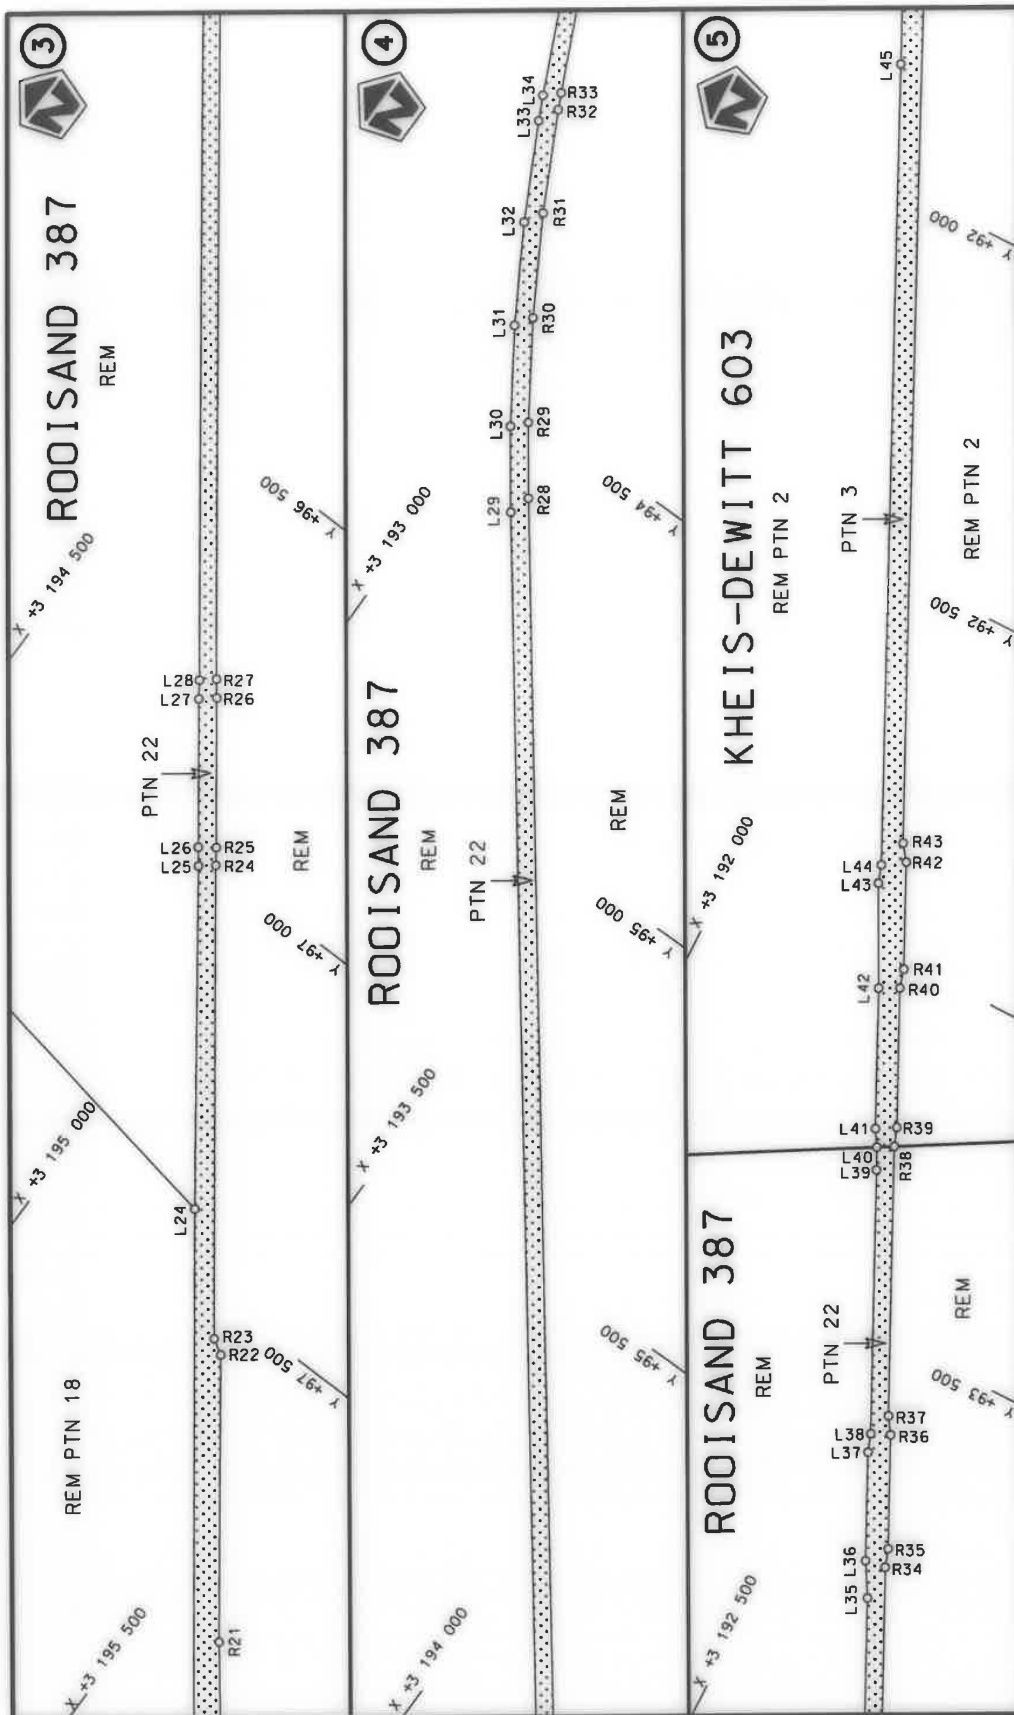 3
ROOISAND 387
REM
X +3 194 500
X +3 195 000
X +3 195 500
REM PTN 18
PTN 22
REM
L24
L25
L26
L27
L28
R21
R22
R23
R24
R25
R26
R27
Y +97 500
Y +97 000
Y +96 500
4
ROOISAND 387
REM
PTN 22
REM
X +3 194 000
X +3 193 500
X +3 193 000
L29
L30
L31
L32
L33
L34
R28
R29
R30
R31
R32
R33
Y +95 500
Y +95 000
Y +94 500
5
ROOISAND 387
REM
PTN 22
REM
KHEIS-DEWITT 603
REM PTN 2
PTN 3
REM PTN 2
X +3 192 500
X +3 192 000
L35
L36
L37
L38
L39
L40
L41
L42
L43
L44
L45
R34
R35
R36
R37
R38
R39
R40
R41
R42
R43
Y +93 500
Y +92 500
Y +92 000